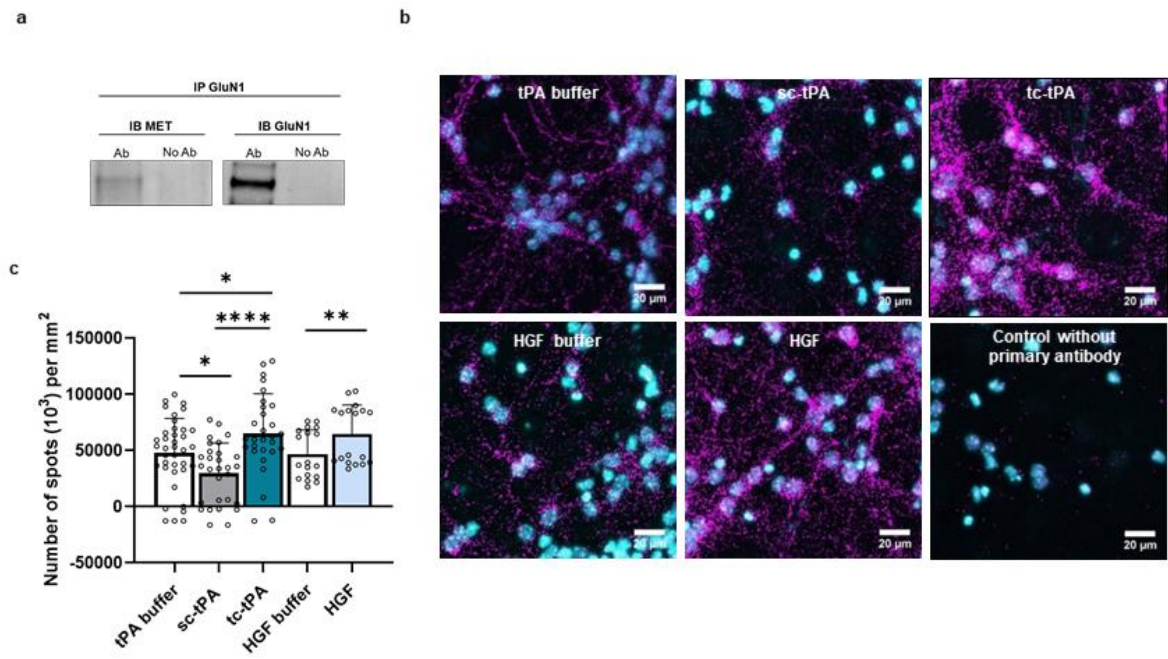 a
IP GluN1
IB MET
IB GluN1
Ab
No Ab
Ab
No Ab
b
tPA buffer
sc-tPA
tc-tPA
20 µm
20 µm
20 µm
HGF buffer
HGF
Control without
primary antibody
20 µm
20 µm
20 µm
c
*
****
**
*
Number of spots (10³) per mm²
150000
100000
50000
0
-50000
tPA buffer
sc-tPA
tc-tPA
HGF buffer
HGF